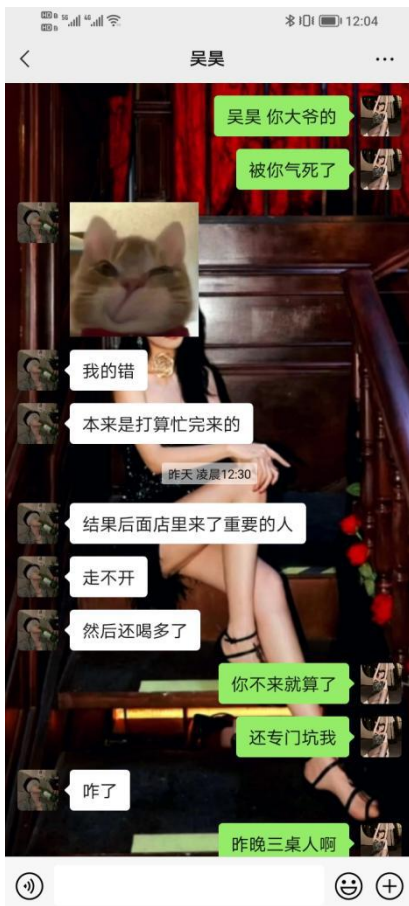 12:04
吴昊
吴昊 你大爷的
被你气死了
我的错
本来是打算忙完来的
昨天 凌晨12:30
结果后面店里来了重要的人
走不开
然后还喝多了
你不来就算了
还专门坑我
咋了
昨晚三桌人啊